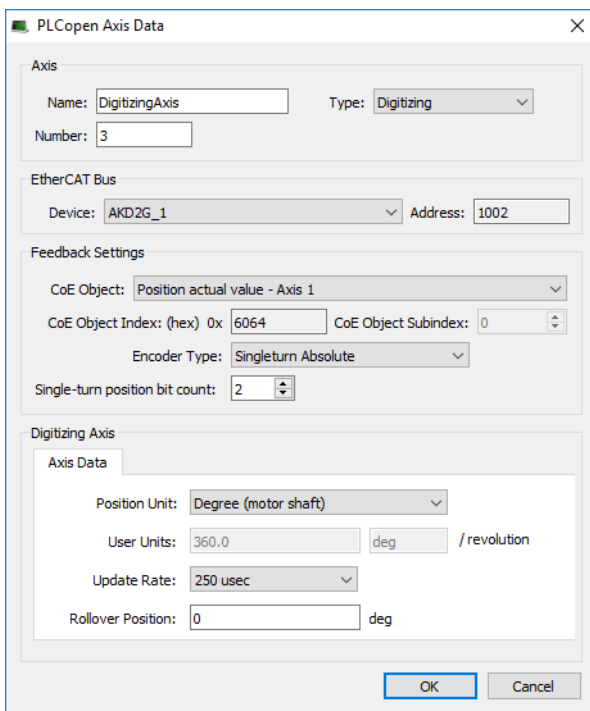 PLCopen Axis Data
Axis
Name: DigitizingAxis Type: Digitizing
Number: 3
EtherCAT Bus
Device: AKD2G_1 Address: 1002
Feedback Settings
CoE Object: Position actual value - Axis 1
CoE Object Index: (hex) 0x 6064 CoE Object Subindex: 0
Encoder Type: Singleturn Absolute
Single-turn position bit count: 2
Digitizing Axis
Axis Data
Position Unit: Degree (motor shaft)
User Units: 360.0 deg / revolution
Update Rate: 250 usec
Rollover Position: 0 deg
OK Cancel